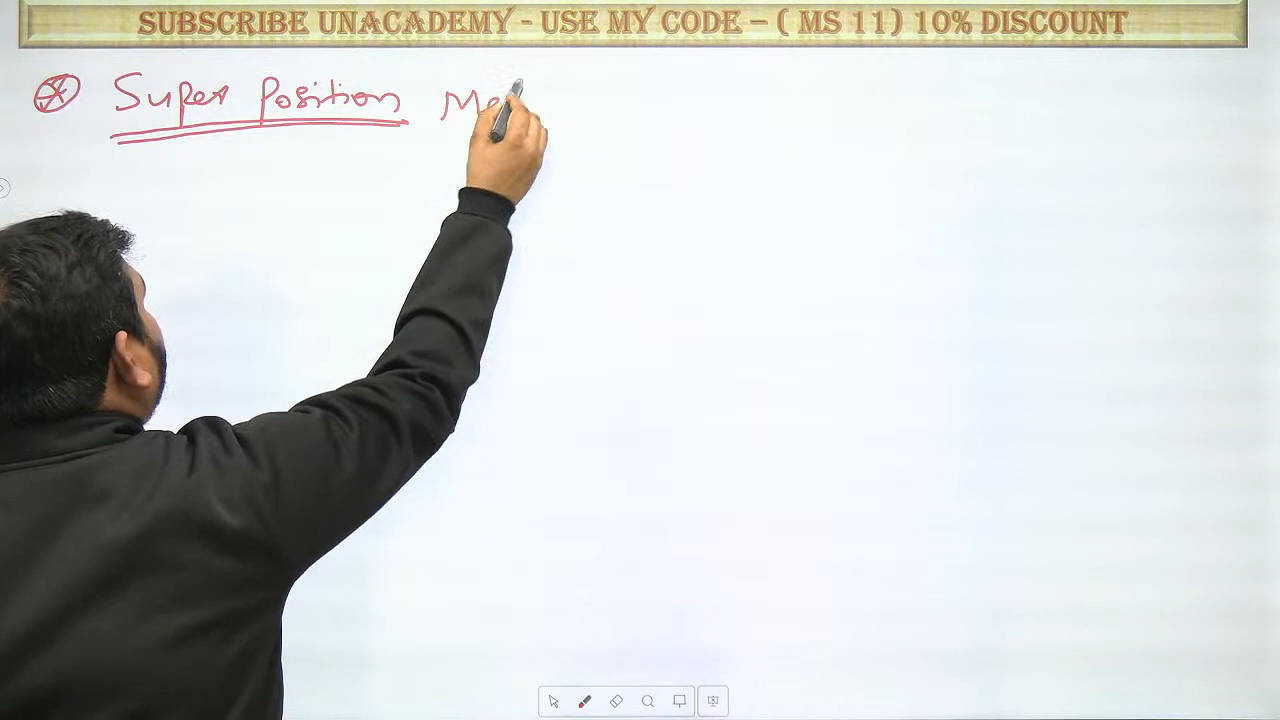 SUBSCRIBE UNACADEMY - USE MY CODE – ( MS 11) 10% DISCOUNT
Super Position